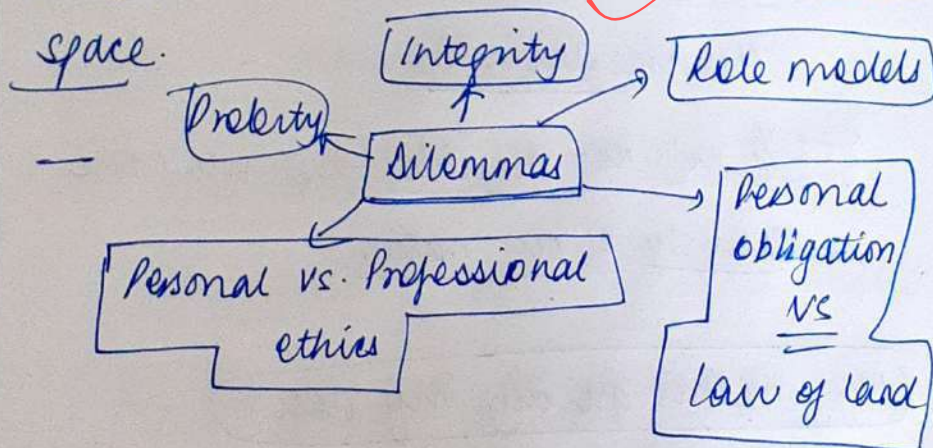 space.
Integrity
Role models
Probity
Dilemmas
Personal vs. Professional
ethics
Personal
obligation
vs
Law of land